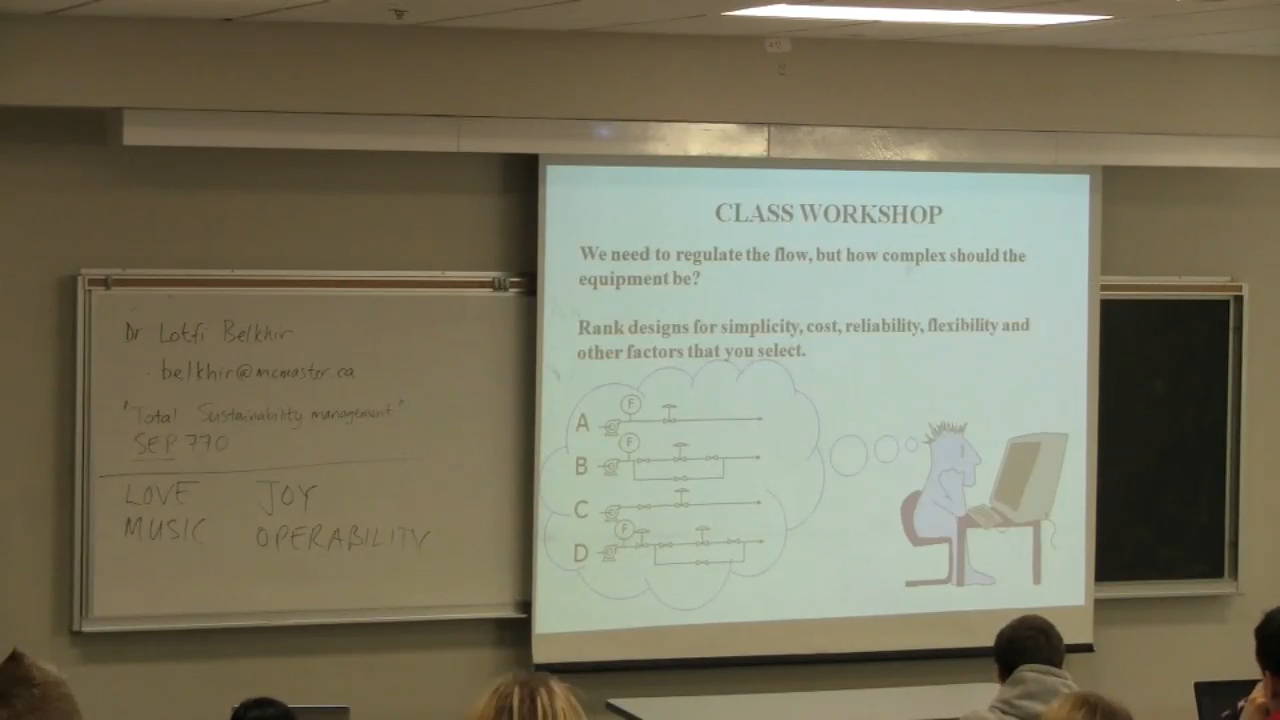 Dr Lotfi Belkhir
· belkhir@mcmaster.ca
"Total Sustainability management"
SEP 770
LOVE JOY
MUSIC OPERABILITY
CLASS WORKSHOP
We need to regulate the flow, but how complex should the
equipment be?
Rank designs for simplicity, cost, reliability, flexibility and
other factors that you select.
A F
B F
C
D F